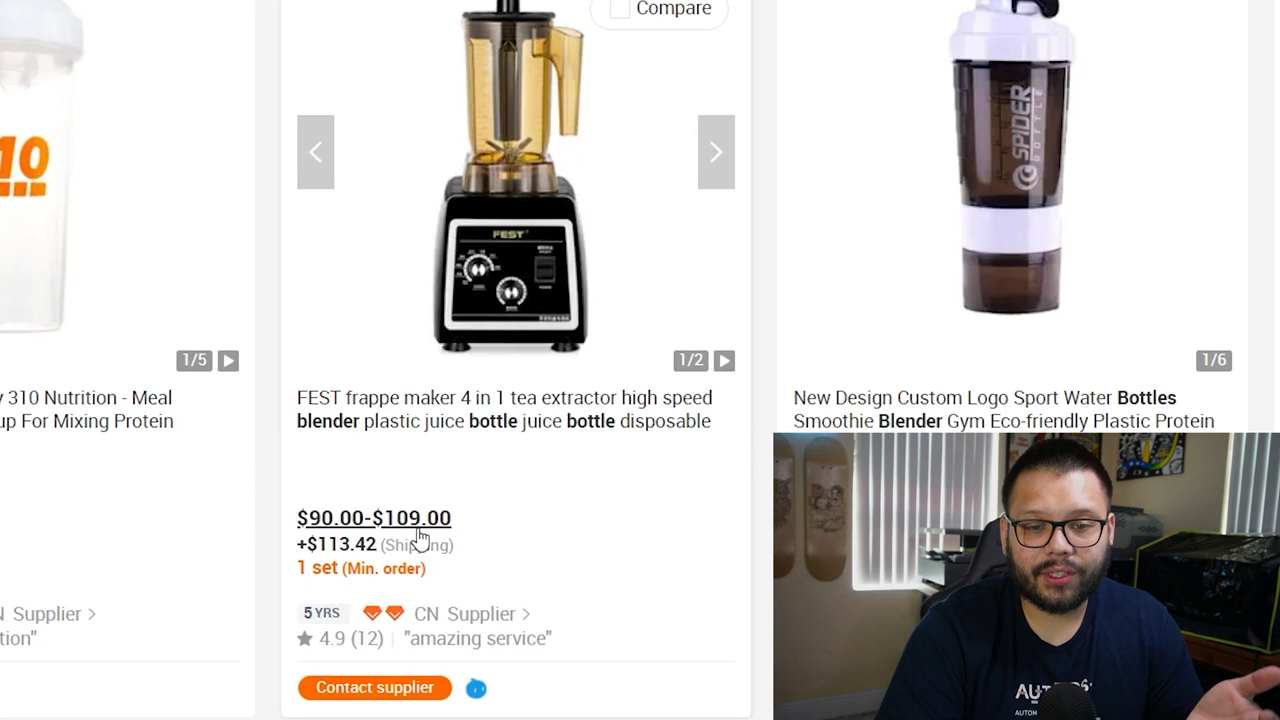 Compare
10
FEST
SPIDER
BOTTLE
1/5
1/2
1/6
310 Nutrition - Meal
up For Mixing Protein
FEST frappe maker 4 in 1 tea extractor high speed
blender plastic juice bottle juice bottle disposable
New Design Custom Logo Sport Water Bottles
Smoothie Blender Gym Eco-friendly Plastic Protein
$90.00-$109.00
+$113.42 (Shipping)
1 set (Min. order)
5 YRS
CN Supplier >
Supplier >
4.9 (12) | "amazing service"
tion"
Contact supplier